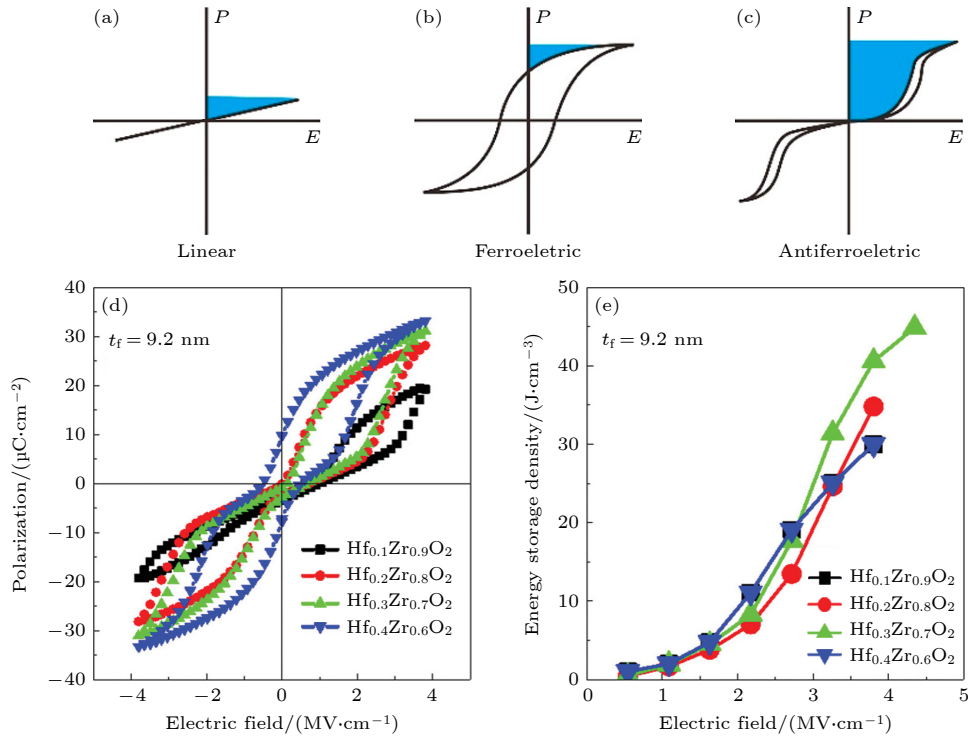 (a)
P
E
Linear
(b)
P
E
Ferroeletric
(c)
P
E
Antiferroeletric
(d)
t_f = 9.2 nm
Polarization/(μC·cm⁻²)
40
30
20
10
0
−10
−20
−30
−40
Hf₀.₁Zr₀.₉O₂
Hf₀.₂Zr₀.₈O₂
Hf₀.₃Zr₀.₇O₂
Hf₀.₄Zr₀.₆O₂
−4 −2 0 2 4
Electric field/(MV·cm⁻¹)
(e)
t_f = 9.2 nm
Energy storage density/(J·cm⁻³)
50
40
30
20
10
0
Hf₀.₁Zr₀.₉O₂
Hf₀.₂Zr₀.₈O₂
Hf₀.₃Zr₀.₇O₂
Hf₀.₄Zr₀.₆O₂
0 1 2 3 4 5
Electric field/(MV·cm⁻¹)